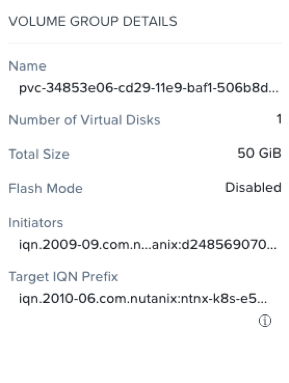 VOLUME GROUP DETAILS
Name
pvc-34853e06-cd29-11e9-baf1-506b8d...
Number of Virtual Disks 1
Total Size 50 GiB
Flash Mode Disabled
Initiators
iqn.2009-09.com.n...anix:d248569070...
Target IQN Prefix
iqn.2010-06.com.nutanix:ntnx-k8s-e5...